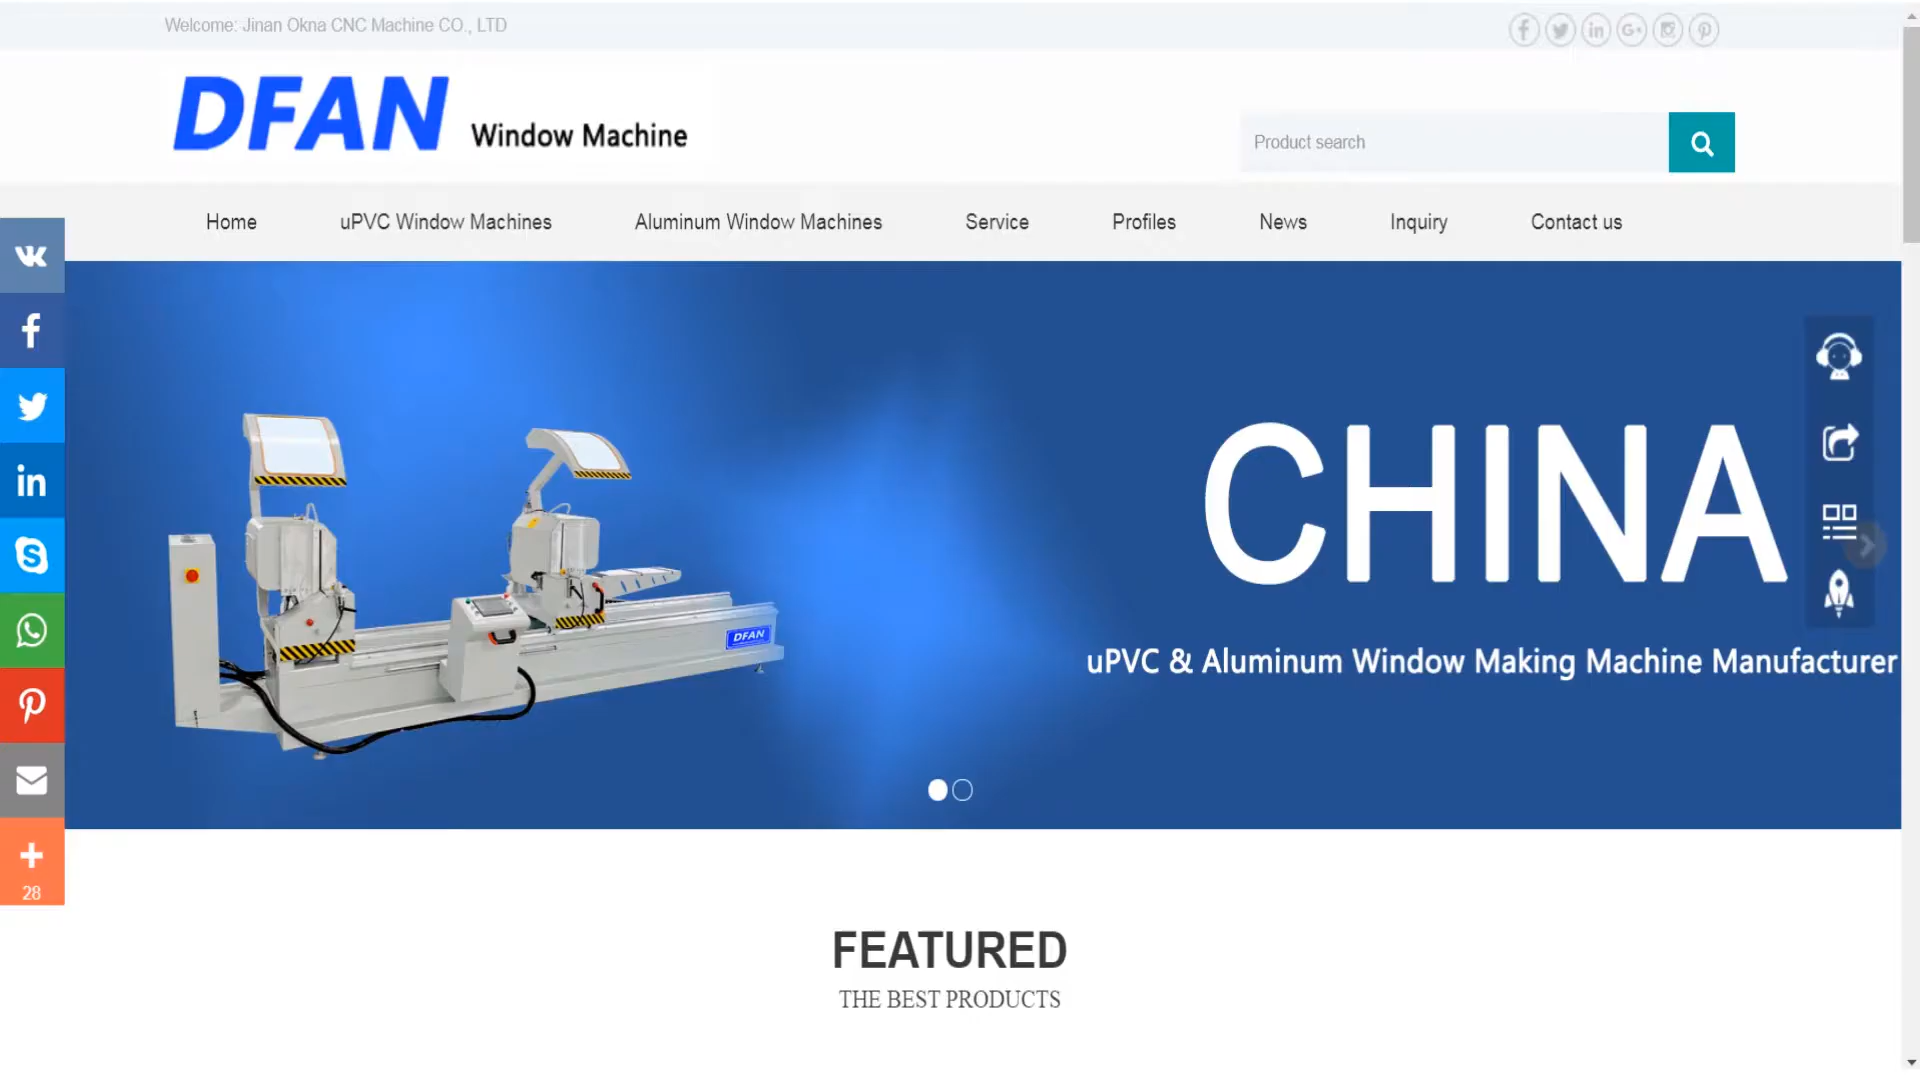 Welcome: Jinan Okna CNC Machine CO., LTD
DFAN Window Machine
Product search
Home uPVC Window Machines Aluminum Window Machines Service Profiles News Inquiry Contact us
CHINA
DFAN
uPVC & Aluminum Window Making Machine Manufacturer
28
FEATURED
THE BEST PRODUCTS